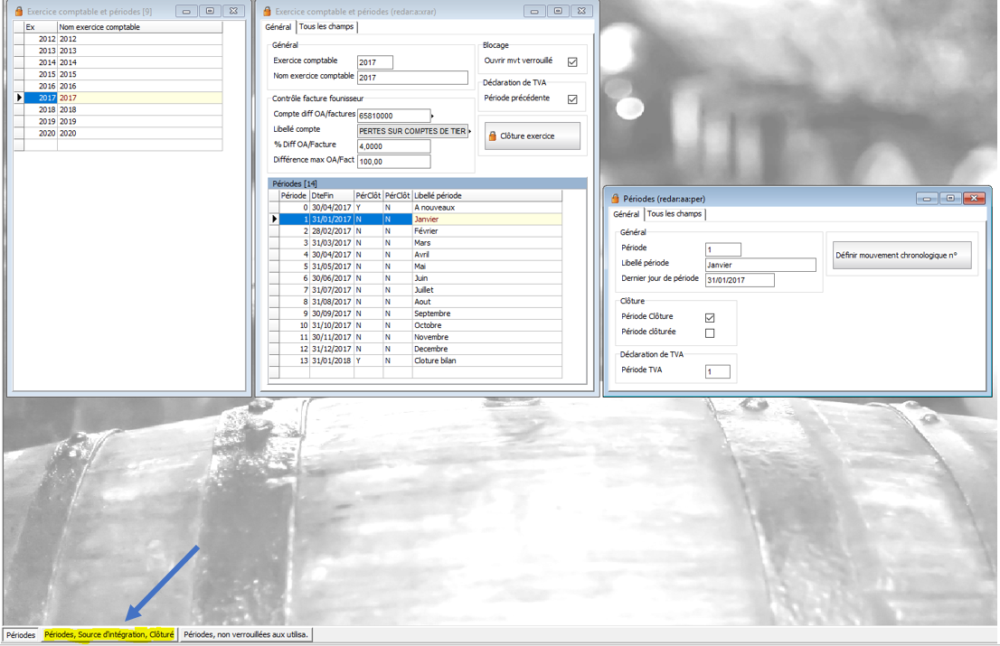 Exercice comptable et périodes [9]
Ex Nom exercice comptable
2012 2012
2013 2013
2014 2014
2015 2015
2016 2016
2017 2017
2018 2018
2019 2019
2020 2020
Exercice comptable et périodes (redar:a:xrar)
Général Tous les champs
Général
Exercice comptable 2017
Nom exercice comptable 2017
Contrôle facture founisseur
Compte diff OA/factures 65810000
Libellé compte PERTES SUR COMPTES DE TIER
% Diff OA/Facture 4,0000
Différence max OA/Fact 100,00
Blocage
Ouvrir mvt verrouillé
Déclaration de TVA
Période précédente
Clôture exercice
Périodes [14]
Période DteFin PérClôt PérClôt Libellé période
0 30/04/2017 Y N A nouveaux
1 31/01/2017 N N Janvier
2 28/02/2017 N N Février
3 31/03/2017 N N Mars
4 30/04/2017 N N Avril
5 31/05/2017 N N Mai
6 30/06/2017 N N Juin
7 31/07/2017 N N Juillet
8 31/08/2017 N N Aout
9 30/09/2017 N N Septembre
10 31/10/2017 N N Octobre
11 30/11/2017 N N Novembre
12 31/12/2017 N N Decembre
13 31/01/2018 Y N Cloture bilan
Périodes (redar:aa:per)
Général Tous les champs
Général
Période 1
Libellé période Janvier
Dernier jour de période 31/01/2017
Définir mouvement chronologique n°
Clôture
Période Clôture
Période clôturée
Déclaration de TVA
Période TVA 1
Périodes Périodes, Source d'intégration, Clôturé Périodes, non verrouillées aux utilisa.